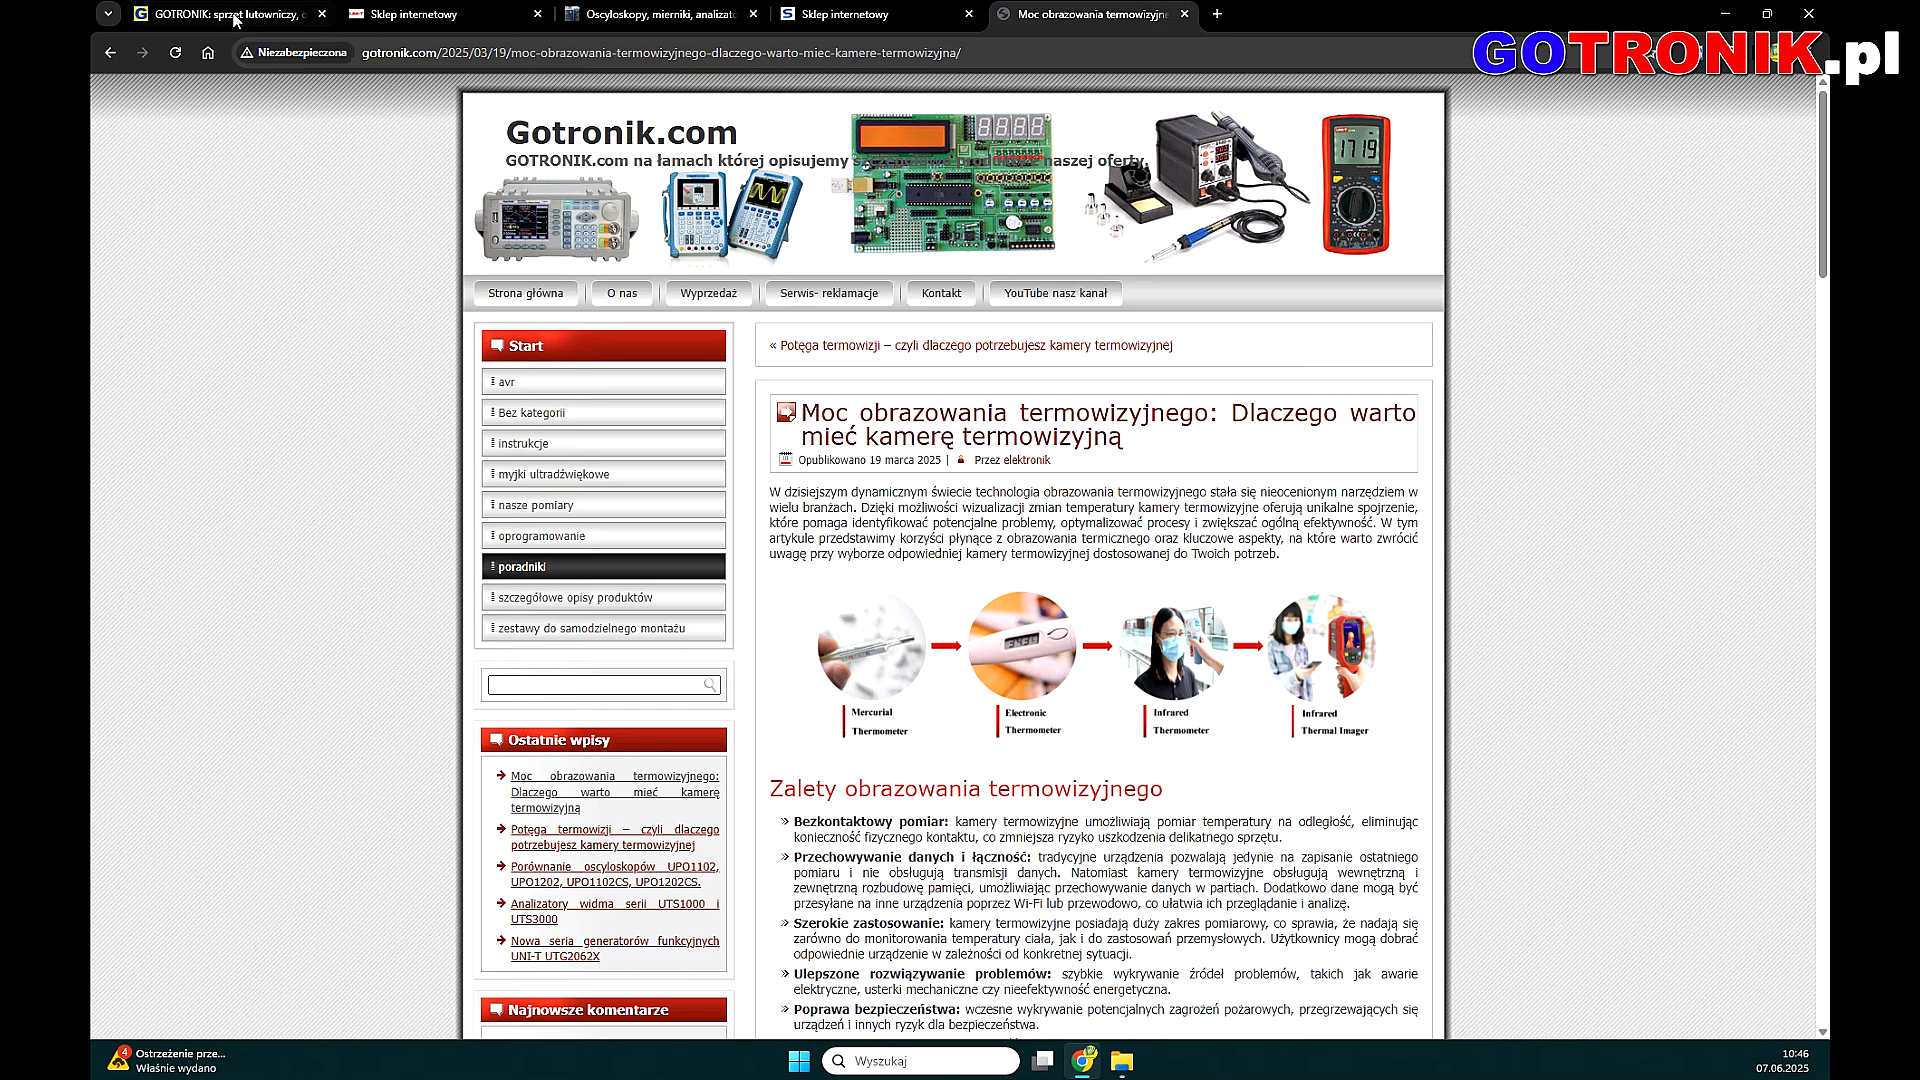 GOTRONIK: sprzęt lutowniczy, o
Sklep internetowy
Oscyloskopy, mierniki, analizato
Sklep internetowy
Moc obrazowania termowizyjne
Niezabezpieczona
gotronik.com/2025/03/19/moc-obrazowania-termowizyjnego-dlaczego-warto-miec-kamere-termowizyjna/
GOTRONIK.pl
Gotronik.com
GOTRONIK.com na łamach której opisujemy naszej oferty.
1719
Strona główna
O nas
Wyprzedaż
Serwis- reklamacje
Kontakt
YouTube nasz kanał
Start
avr
Bez kategorii
instrukcje
myjki ultradźwiękowe
nasze pomiary
oprogramowanie
poradniki
szczegółowe opisy produktów
zestawy do samodzielnego montażu
Ostatnie wpisy
Moc obrazowania termowizyjnego:
Dlaczego warto mieć kamerę
termowizyjną
Potęga termowizji – czyli dlaczego
potrzebujesz kamery termowizyjnej
Porównanie oscyloskopów UPO1102,
UPO1202, UPO1102CS, UPO1202CS.
Analizatory widma serii UTS1000 i
UTS3000
Nowa seria generatorów funkcyjnych
UNI-T UTG2062X
Najnowsze komentarze
« Potęga termowizji – czyli dlaczego potrzebujesz kamery termowizyjnej
Moc obrazowania termowizyjnego: Dlaczego warto
mieć kamerę termowizyjną
Opublikowano 19 marca 2025 | Przez elektronik
W dzisiejszym dynamicznym świecie technologia obrazowania termowizyjnego stała się nieocenionym narzędziem w
wielu branżach. Dzięki możliwości wizualizacji zmian temperatury kamery termowizyjne oferują unikalne spojrzenie,
które pomaga identyfikować potencjalne problemy, optymalizować procesy i zwiększać ogólną efektywność. W tym
artykule przedstawimy korzyści płynące z obrazowania termicznego oraz kluczowe aspekty, na które warto zwrócić
uwagę przy wyborze odpowiedniej kamery termowizyjnej dostosowanej do Twoich potrzeb.
Mercurial
Thermometer
Electronic
Thermometer
Infrared
Thermometer
Infrared
Thermal Imager
Zalety obrazowania termowizyjnego
» Bezkontaktowy pomiar: kamery termowizyjne umożliwiają pomiar temperatury na odległość, eliminując
konieczność fizycznego kontaktu, co zmniejsza ryzyko uszkodzenia delikatnego sprzętu.
» Przechowywanie danych i łączność: tradycyjne urządzenia pozwalają jedynie na zapisanie ostatniego
pomiaru i nie obsługują transmisji danych. Natomiast kamery termowizyjne obsługują wewnętrzną i
zewnętrzną rozbudowę pamięci, umożliwiając przechowywanie danych w partiach. Dodatkowo dane mogą być
przesyłane na inne urządzenia poprzez Wi-Fi lub przewodowo, co ułatwia ich przeglądanie i analizę.
» Szerokie zastosowanie: kamery termowizyjne posiadają duży zakres pomiarowy, co sprawia, że nadają się
zarówno do monitorowania temperatury ciała, jak i do zastosowań przemysłowych. Użytkownicy mogą dobrać
odpowiednie urządzenie w zależności od konkretnej sytuacji.
» Ulepszone rozwiązywanie problemów: szybkie wykrywanie źródeł problemów, takich jak awarie
elektryczne, usterki mechaniczne czy nieefektywność energetyczna.
» Poprawa bezpieczeństwa: wczesne wykrywanie potencjalnych zagrożeń pożarowych, przegrzewających się
urządzeń i innych ryzyk dla bezpieczeństwa.
4
Ostrzeżenie prze...
Właśnie wydano
Wyszukaj
10:46
07.06.2025